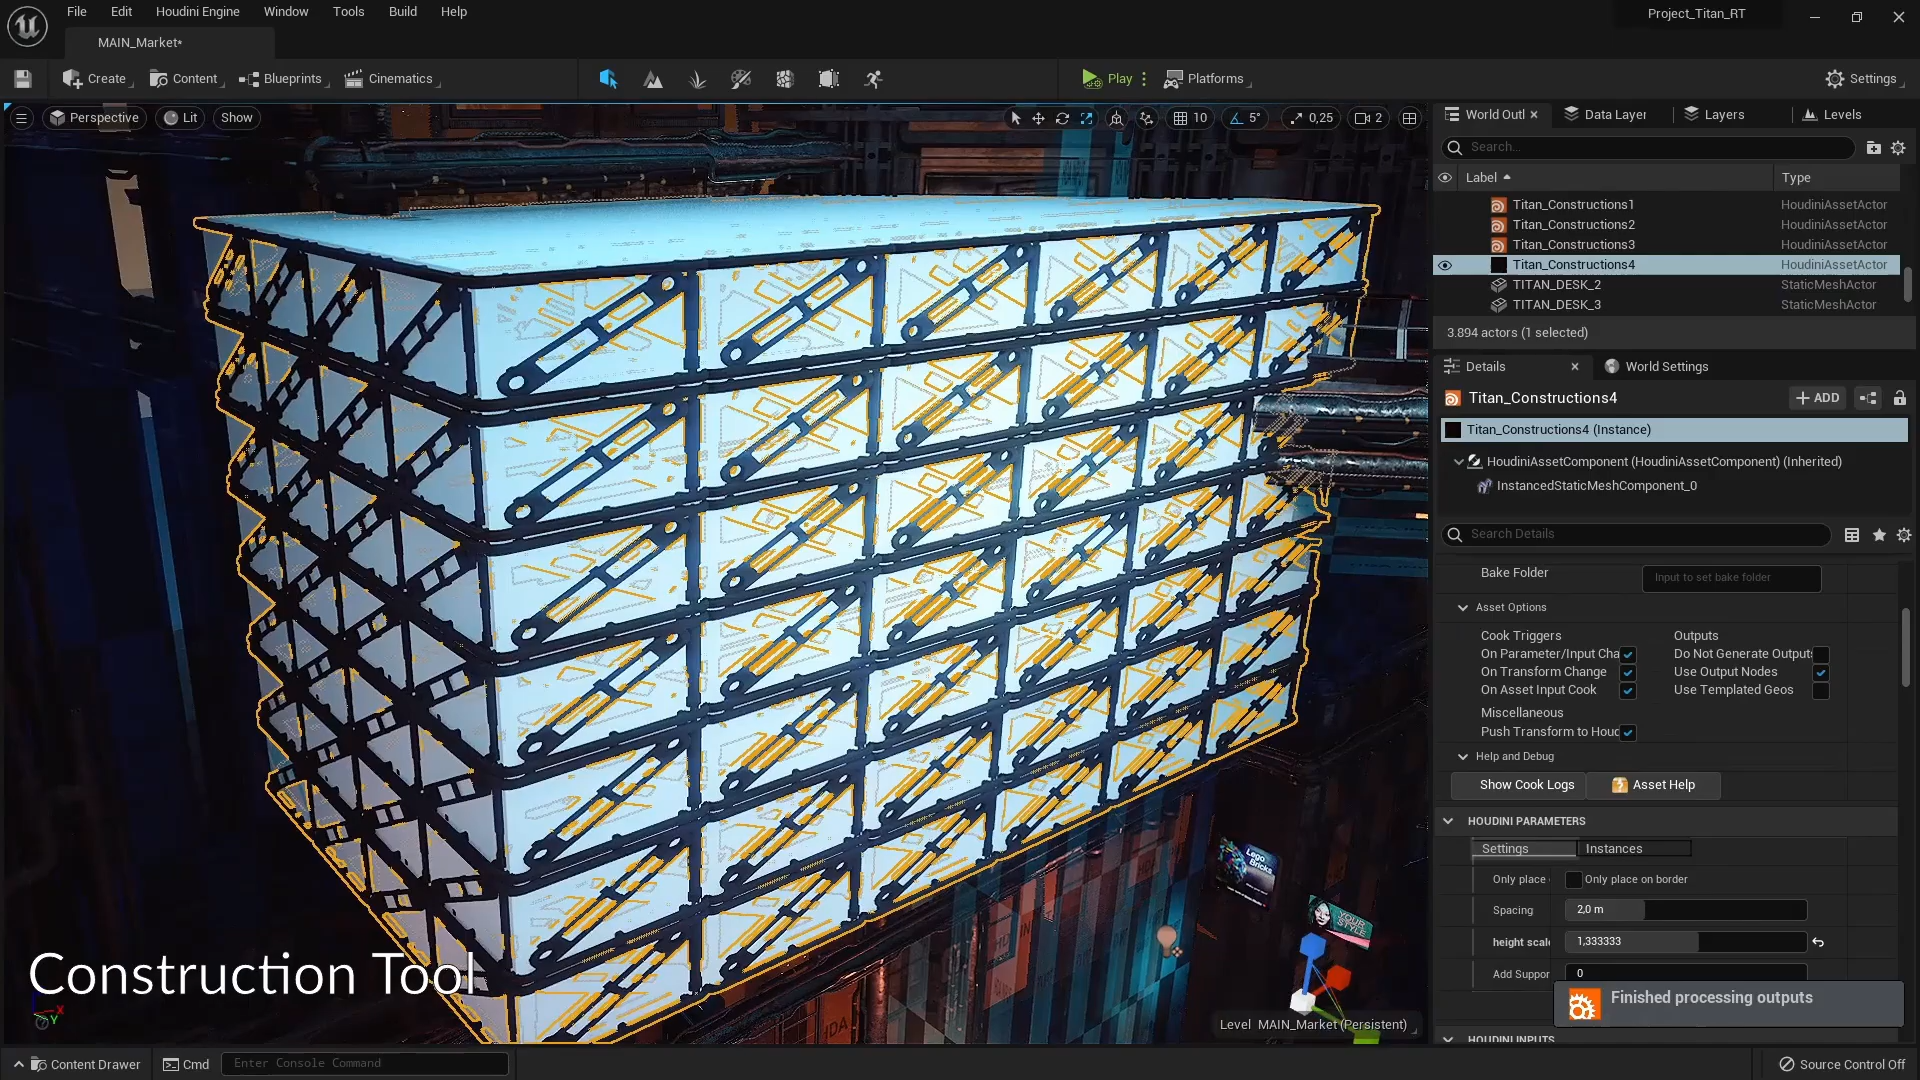 File Edit Houdini Engine Window Tools Build Help
Project_Titan_RT
MAIN_Market*
Create Content Blueprints Cinematics Play Platforms Settings
Perspective Lit Show 10 5° 0,25 2
World Outl Data Layer Layers Levels
Search...
Label Type
Titan_Constructions1 HoudiniAssetActor
Titan_Constructions2 HoudiniAssetActor
Titan_Constructions3 HoudiniAssetActor
Titan_Constructions4 HoudiniAssetActor
TITAN_DESK_2 StaticMeshActor
TITAN_DESK_3 StaticMeshActor
3.894 actors (1 selected)
Details World Settings
Titan_Constructions4 + ADD
Titan_Constructions4 (Instance)
HoudiniAssetComponent (HoudiniAssetComponent) (Inherited)
InstancedStaticMeshComponent_0
Search Details
Bake Folder Input to set bake folder
Asset Options
Cook Triggers Outputs
On Parameter/Input Cha Do Not Generate Outputs
On Transform Change Use Output Nodes
On Asset Input Cook Use Templated Geos
Miscellaneous
Push Transform to Houd
Help and Debug
Show Cook Logs Asset Help
HOUDINI PARAMETERS
Settings Instances
Only place Only place on border
Spacing 2,0 m
height scale 1,333333
Add Suppor 0
Finished processing outputs
HOUDINI INPUTS
Lego
Bricks
YOUR
STYLE
Construction Tool
X
Y
Level MAIN_Market (Persistent)
Content Drawer Cmd Enter Console Command Source Control Off